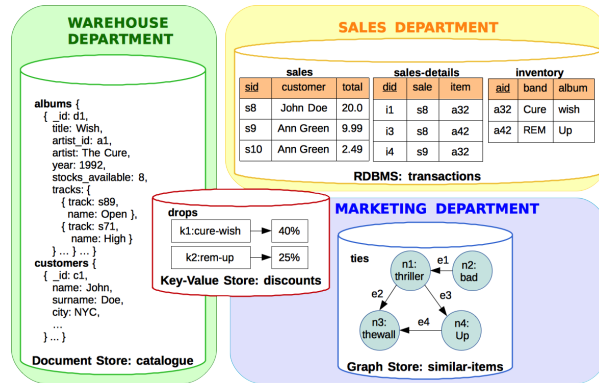 WAREHOUSE
DEPARTMENT
albums {
{ _id: d1,
title: Wish,
artist_id: a1,
artist: The Cure,
year: 1992,
stocks_available: 8,
tracks: {
{ track: s89,
name: Open },
{ track: s71,
name: High }
} ... } ... }
customers {
{ _id: c1,
name: John,
surname: Doe,
city: NYC,
...
} ... }
Document Store: catalogue
SALES DEPARTMENT
sales
sid customer total
s8 John Doe 20.0
s9 Ann Green 9.99
s10 Ann Green 2.49
sales-details
did sale item
i1 s8 a32
i3 s8 a42
i4 s9 a32
inventory
aid band album
a32 Cure wish
a42 REM Up
RDBMS: transactions
drops
k1:cure-wish 40%
k2:rem-up 25%
Key-Value Store: discounts
MARKETING DEPARTMENT
ties
n1:
thriller
e1
n2:
bad
e2
e3
n3:
thewall
e4
n4:
Up
Graph Store: similar-items